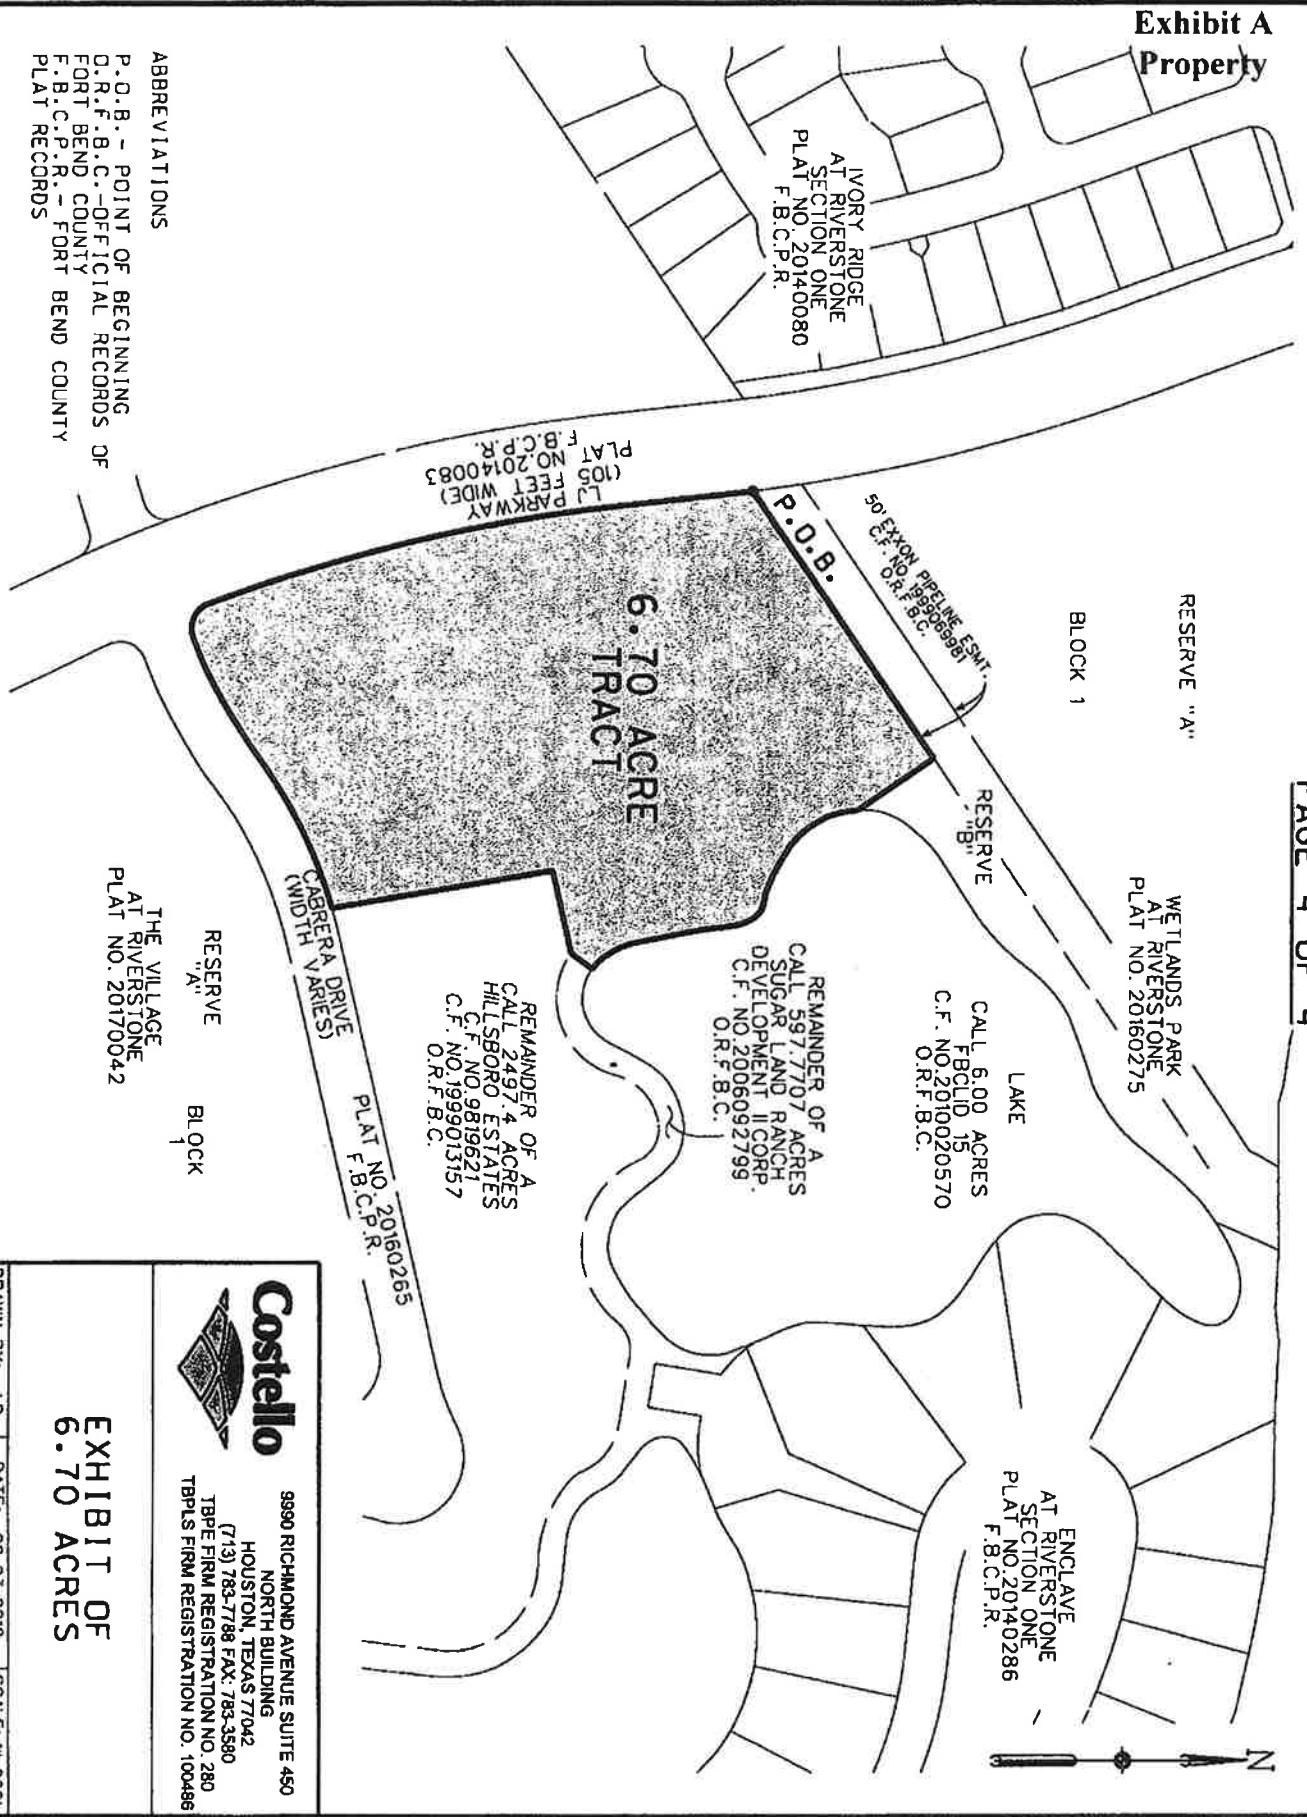 Exhibit A
Property
PAGE 4 OF 4
RESERVE "A"
BLOCK 1
WETLANDS PARK
AT RIVERSTONE
PLAT NO. 20160275
IVORY RIDGE
AT RIVERSTONE
SECTION ONE
PLAT NO. 20140080
F.B.C.P.R.
50' EXXON PIPELINE ESMT.
C.F. NO. 1999069981
O.R.F.B.C.
RESERVE
"B"
P.O.B.
LAKE
CALL 6.00 ACRES
FBCLID 15
C.F. NO. 2010020570
O.R.F.B.C.
ENCLAVE
AT RIVERSTONE
SECTION ONE
PLAT NO. 20140286
F.B.C.P.R.
LJ PARKWAY
(105 FEET WIDE)
PLAT NO. 20140083
F.B.C.P.R.
6.70 ACRE
TRACT
REMAINDER OF A
CALL 597.7707 ACRES
SUGAR LAND RANCH
DEVELOPMENT II CORP.
C.F. NO. 2006092799
O.R.F.B.C.
REMAINDER OF A
CALL 2497.4 ACRES
HILLSBORO ESTATES
C.F. NO. 9819621
C.F. NO. 1999013157
O.R.F.B.C.
CABRERA DRIVE
(WIDTH VARIES)
PLAT NO. 20160265
F.B.C.P.R.
RESERVE
"A"
BLOCK
1
THE VILLAGE
AT RIVERSTONE
PLAT NO. 20170042
ABBREVIATIONS
P.O.B. - POINT OF BEGINNING
O.R.F.B.C. -OFFICIAL RECORDS OF
FORT BEND COUNTY
F.B.C.P.R. - FORT BEND COUNTY
PLAT RECORDS
N
Costello
9990 RICHMOND AVENUE SUITE 450
NORTH BUILDING
HOUSTON, TEXAS 77042
(713) 783-7788 FAX: 783-3580
TBPE FIRM REGISTRATION NO. 280
TBPLS FIRM REGISTRATION NO. 100486
EXHIBIT OF
6.70 ACRES